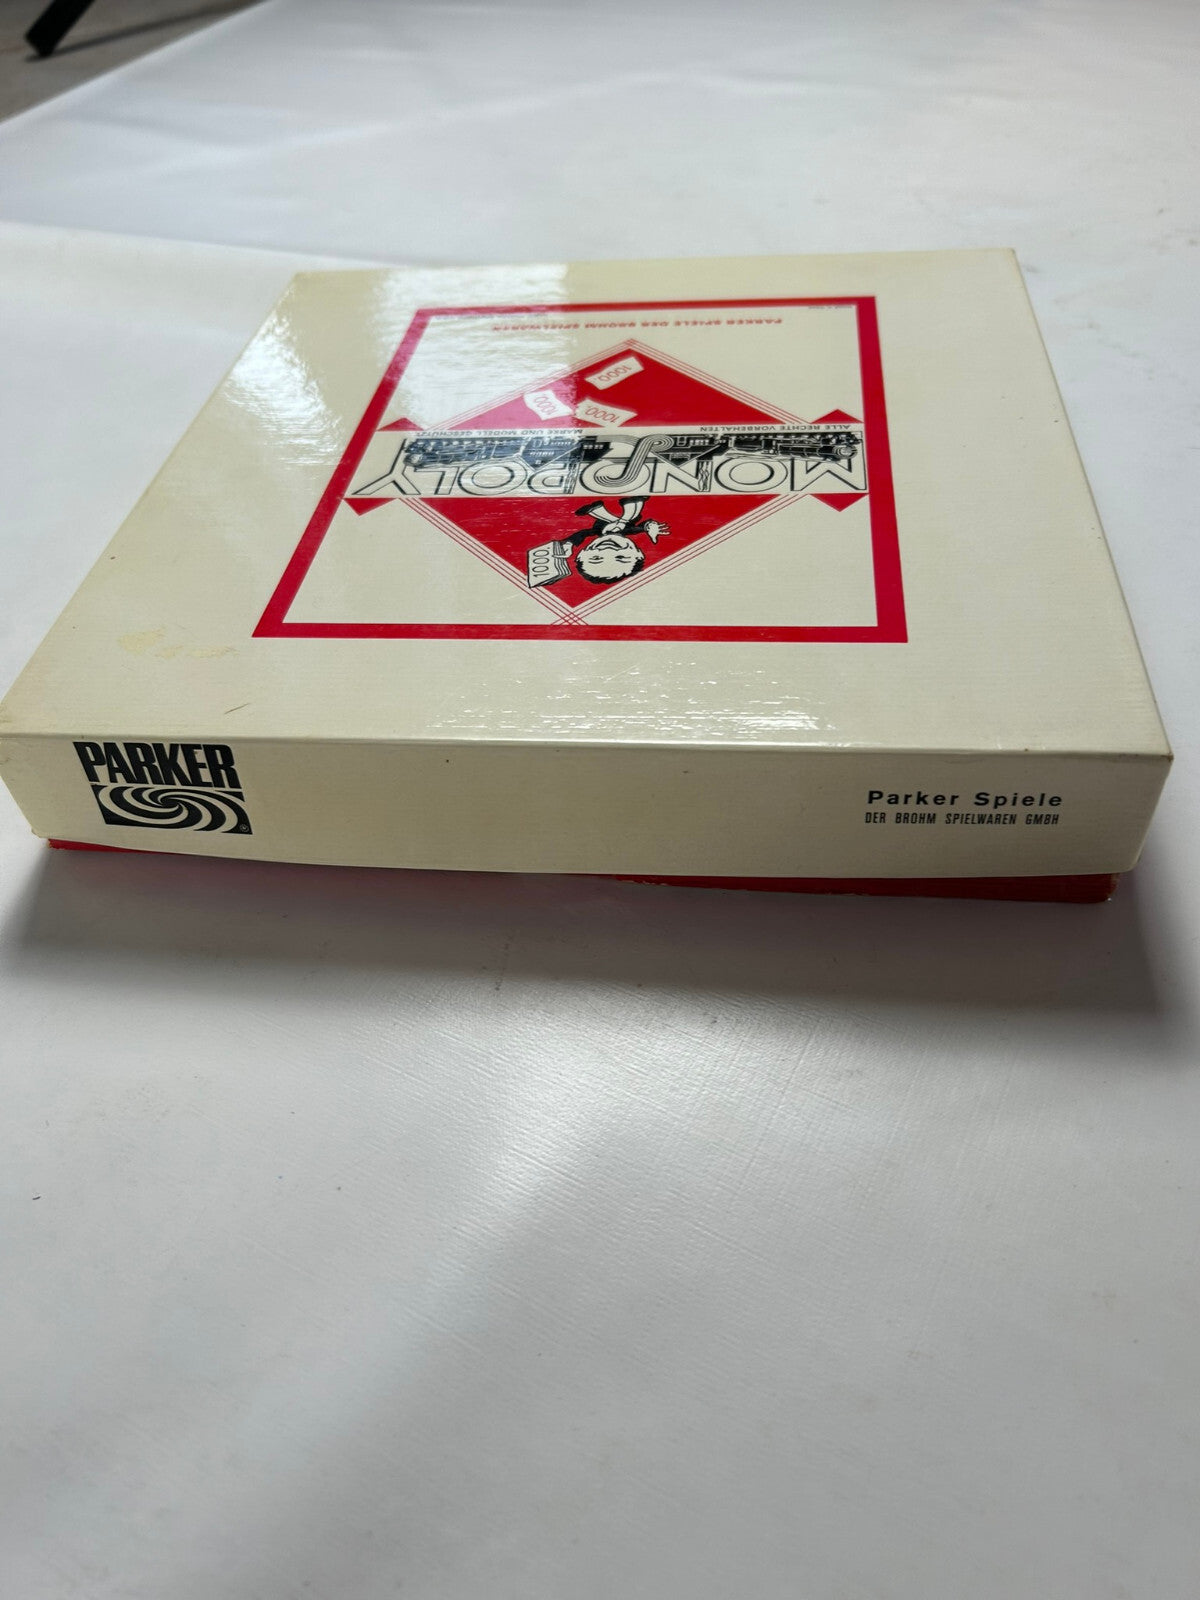 PARKER SPIELE DER BROHM SPIELWAREN
1000.
1000.
1000.
ALLE RECHTE VORBEHALTEN
MARKE UND MODELL GESCHÜTZT
MONOPOLY
1000.
PARKER
®
Parker Spiele
DER BROHM SPIELWAREN GMBH